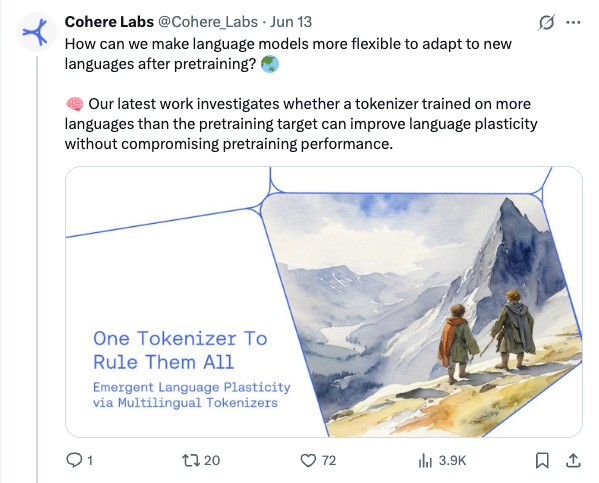 Cohere Labs @Cohere_Labs · Jun 13
How can we make language models more flexible to adapt to new
languages after pretraining? 🌏
🧠 Our latest work investigates whether a tokenizer trained on more
languages than the pretraining target can improve language plasticity
without compromising pretraining performance.
One Tokenizer To
Rule Them All
Emergent Language Plasticity
via Multilingual Tokenizers
1 20 72 3.9K